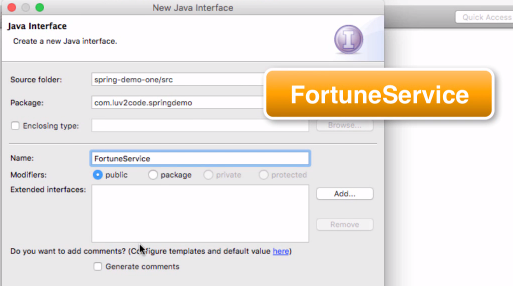 New Java Interface
Quick Access
Java Interface
Create a new Java interface.
I
Source folder: spring-demo-one/src
FortuneService
Package: com.luv2code.springdemo
Enclosing type: Browse...
Name: FortuneService
Modifiers: public package private protected
Extended interfaces: Add...
Remove
Do you want to add comments? (Configure templates and default value here)
Generate comments